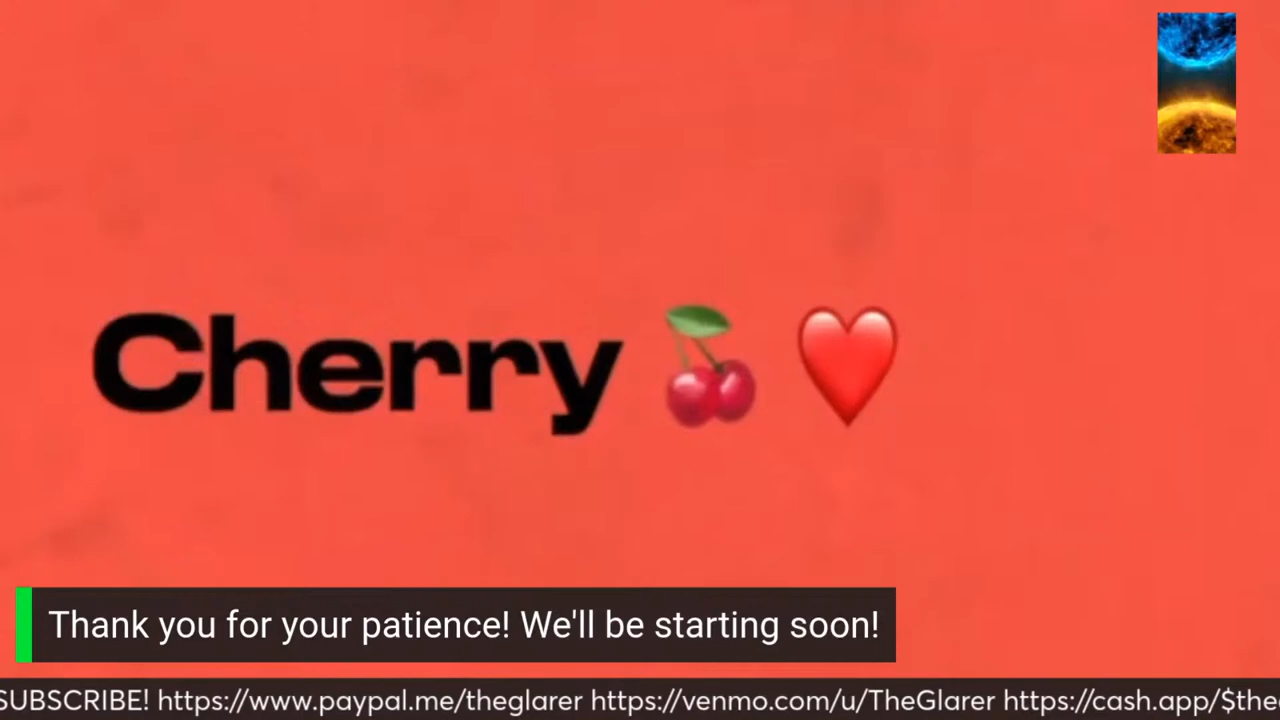 Cherry 🍒 ❤️
Thank you for your patience! We'll be starting soon!
SUBSCRIBE! https://www.paypal.me/theglarer https://venmo.com/u/TheGlarer https://cash.app/$the